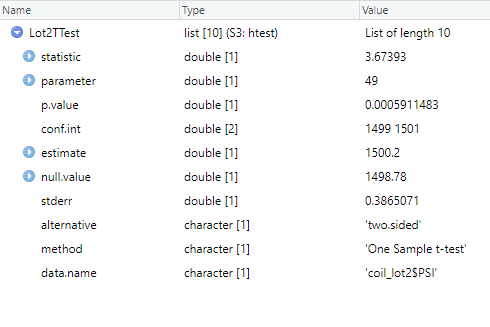 Name Type Value
Lot2TTest list [10] (S3: htest) List of length 10
statistic double [1] 3.67393
parameter double [1] 49
p.value double [1] 0.0005911483
conf.int double [2] 1499 1501
estimate double [1] 1500.2
null.value double [1] 1498.78
stderr double [1] 0.3865071
alternative character [1] 'two.sided'
method character [1] 'One Sample t-test'
data.name character [1] 'coil_lot2$PSI'